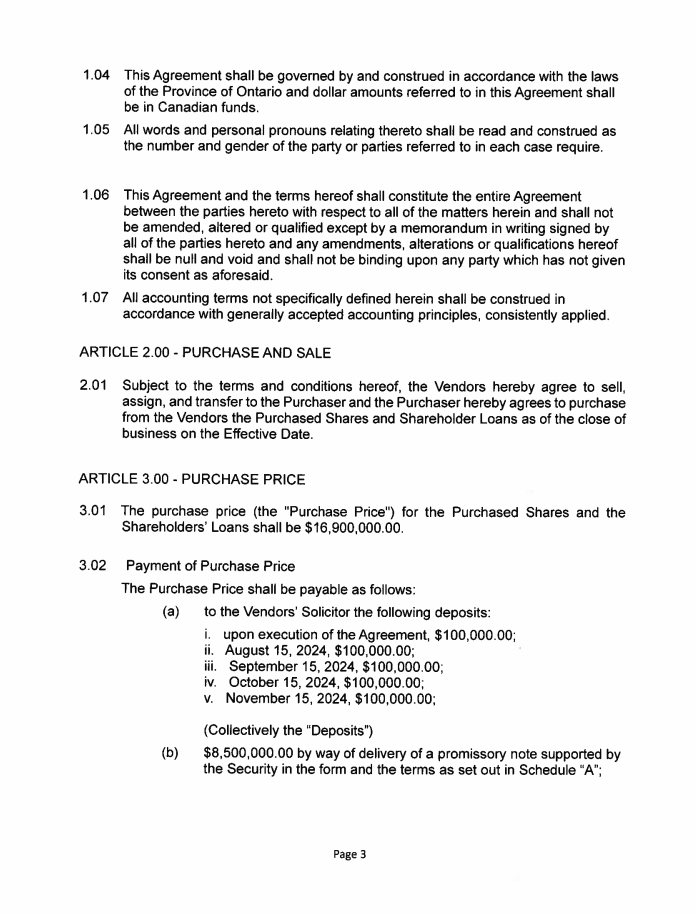 1.04 This Agreement shall be governed by and construed in accordance with the laws
of the Province of Ontario and dollar amounts referred to in this Agreement shall
be in Canadian funds.
1.05 All words and personal pronouns relating thereto shall be read and construed as
the number and gender of the party or parties referred to in each case require.
1.06 This Agreement and the terms hereof shall constitute the entire Agreement
between the parties hereto with respect to all of the matters herein and shall not
be amended, altered or qualified except by a memorandum in writing signed by
all of the parties hereto and any amendments, alterations or qualifications hereof
shall be null and void and shall not be binding upon any party which has not given
its consent as aforesaid.
1.07 All accounting terms not specifically defined herein shall be construed in
accordance with generally accepted accounting principles, consistently applied.
ARTICLE 2.00 - PURCHASE AND SALE
2.01 Subject to the terms and conditions hereof, the Vendors hereby agree to sell,
assign, and transfer to the Purchaser and the Purchaser hereby agrees to purchase
from the Vendors the Purchased Shares and Shareholder Loans as of the close of
business on the Effective Date.
ARTICLE 3.00 - PURCHASE PRICE
3.01 The purchase price (the "Purchase Price") for the Purchased Shares and the
Shareholders' Loans shall be $16,900,000.00.
3.02 Payment of Purchase Price
The Purchase Price shall be payable as follows:
(a) to the Vendors' Solicitor the following deposits:
i. upon execution of the Agreement, $100,000.00;
ii. August 15, 2024, $100,000.00;
iii. September 15, 2024, $100,000.00;
iv. October 15, 2024, $100,000.00;
v. November 15, 2024, $100,000.00;
(Collectively the "Deposits")
(b) $8,500,000.00 by way of delivery of a promissory note supported by
the Security in the form and the terms as set out in Schedule "A";
Page 3